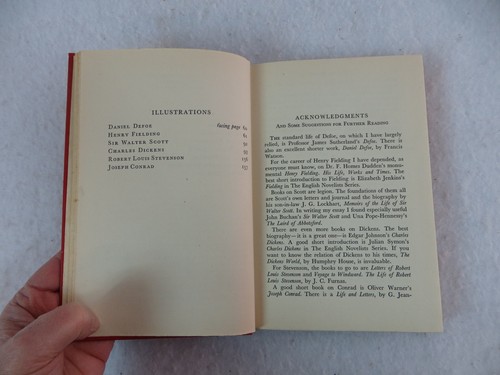 ILLUSTRATIONS
DANIEL DEFOE facing page
HENRY FIELDING
SIR WALTER SCOTT
CHARLES DICKENS
ROBERT LOUIS STEVENSON
JOSEPH CONRAD
ACKNOWLEDGMENTS
AND SOME SUGGESTIONS FOR FURTHER READING
THE standard life of Defoe, on which I have largely
relied, is Professor James Sutherland's Defoe. There is
also an excellent shorter work, Daniel Defoe, by Francis
Watson.
For the career of Henry Fielding I have depended, as
everyone must, on Dr. F. Homes Dudden's monu-
mental Henry Fielding, His Life, Works and Times. The
best short introduction to Fielding is Elizabeth Jenkins's
Fielding in The English Novelists Series.
Books on Scott are legion. The foundations of them all
are Scott's own letters and journal and the biography by
his son-in-law J. G. Lockhart, Memoirs of the Life of Sir
Walter Scott. In writing my essay I found especially useful
John Buchan's Sir Walter Scott and Una Pope-Hennessy's
The Laird of Abbotsford.
There are even more books on Dickens. The best
biography—it is a great one—is Edgar Johnson's Charles
Dickens. A good short introduction is Julian Symon's
Charles Dickens in The English Novelists Series. If you
want to know the relation of Dickens to his times, The
Dickens World, by Humphry House, is invaluable.
For Stevenson, the books to go to are Letters of Robert
Louis Stevenson and Voyage to Windward. The Life of Robert
Louis Stevenson, by J. C. Furnas.
A good short book on Conrad is Oliver Warner's
Joseph Conrad. There is a Life and Letters, by G. Jean-